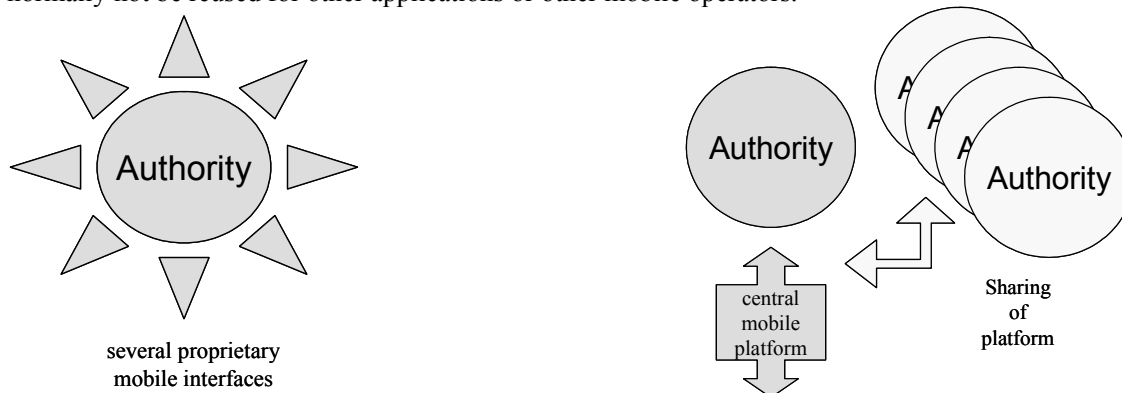 normally not be reused for other applications or other mobile operators.
Authority
several proprietary
mobile interfaces
Authority
central
mobile
platform
A
A
A
Authority
Sharing
of
platform